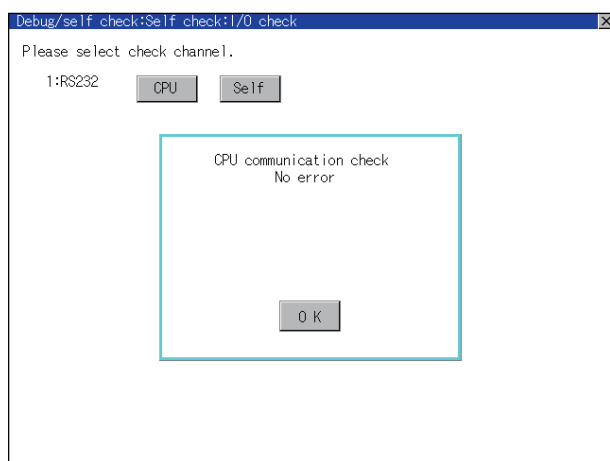 Debug/self check:Self check:I/O check
Please select check channel.
1:RS232 CPU Self
CPU communication check
No error
O K